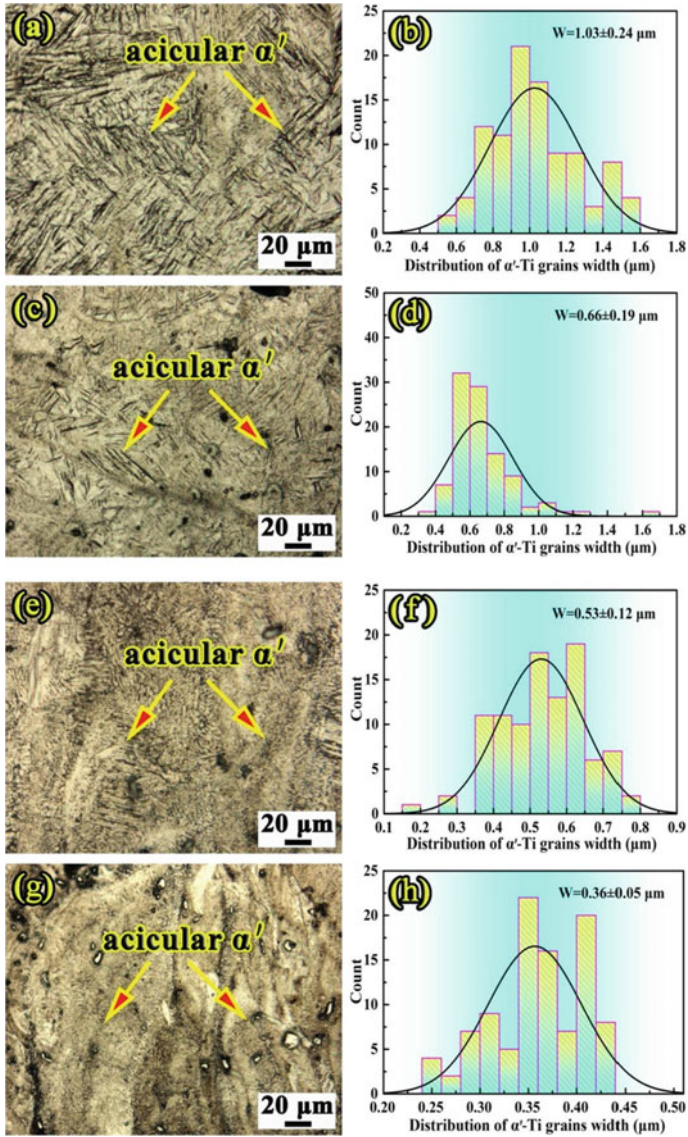 (a)
acicular α′
20 μm
(b)
W=1.03±0.24 μm
25
20
15
10
5
0
Count
0.2 0.4 0.6 0.8 1.0 1.2 1.4 1.6 1.8
Distribution of α′-Ti grains width (μm)
(c)
acicular α′
20 μm
(d)
W=0.66±0.19 μm
50
40
30
20
10
0
Count
0.2 0.4 0.6 0.8 1.0 1.2 1.4 1.6 1.8
Distribution of α′-Ti grains width (μm)
(e)
acicular α′
20 μm
(f)
W=0.53±0.12 μm
25
20
15
10
5
0
Count
0.1 0.2 0.3 0.4 0.5 0.6 0.7 0.8 0.9
Distribution of α′-Ti grains width (μm)
(g)
acicular α′
20 μm
(h)
W=0.36±0.05 μm
25
20
15
10
5
0
Count
0.20 0.25 0.30 0.35 0.40 0.45 0.50
Distribution of α′-Ti grains width (μm)